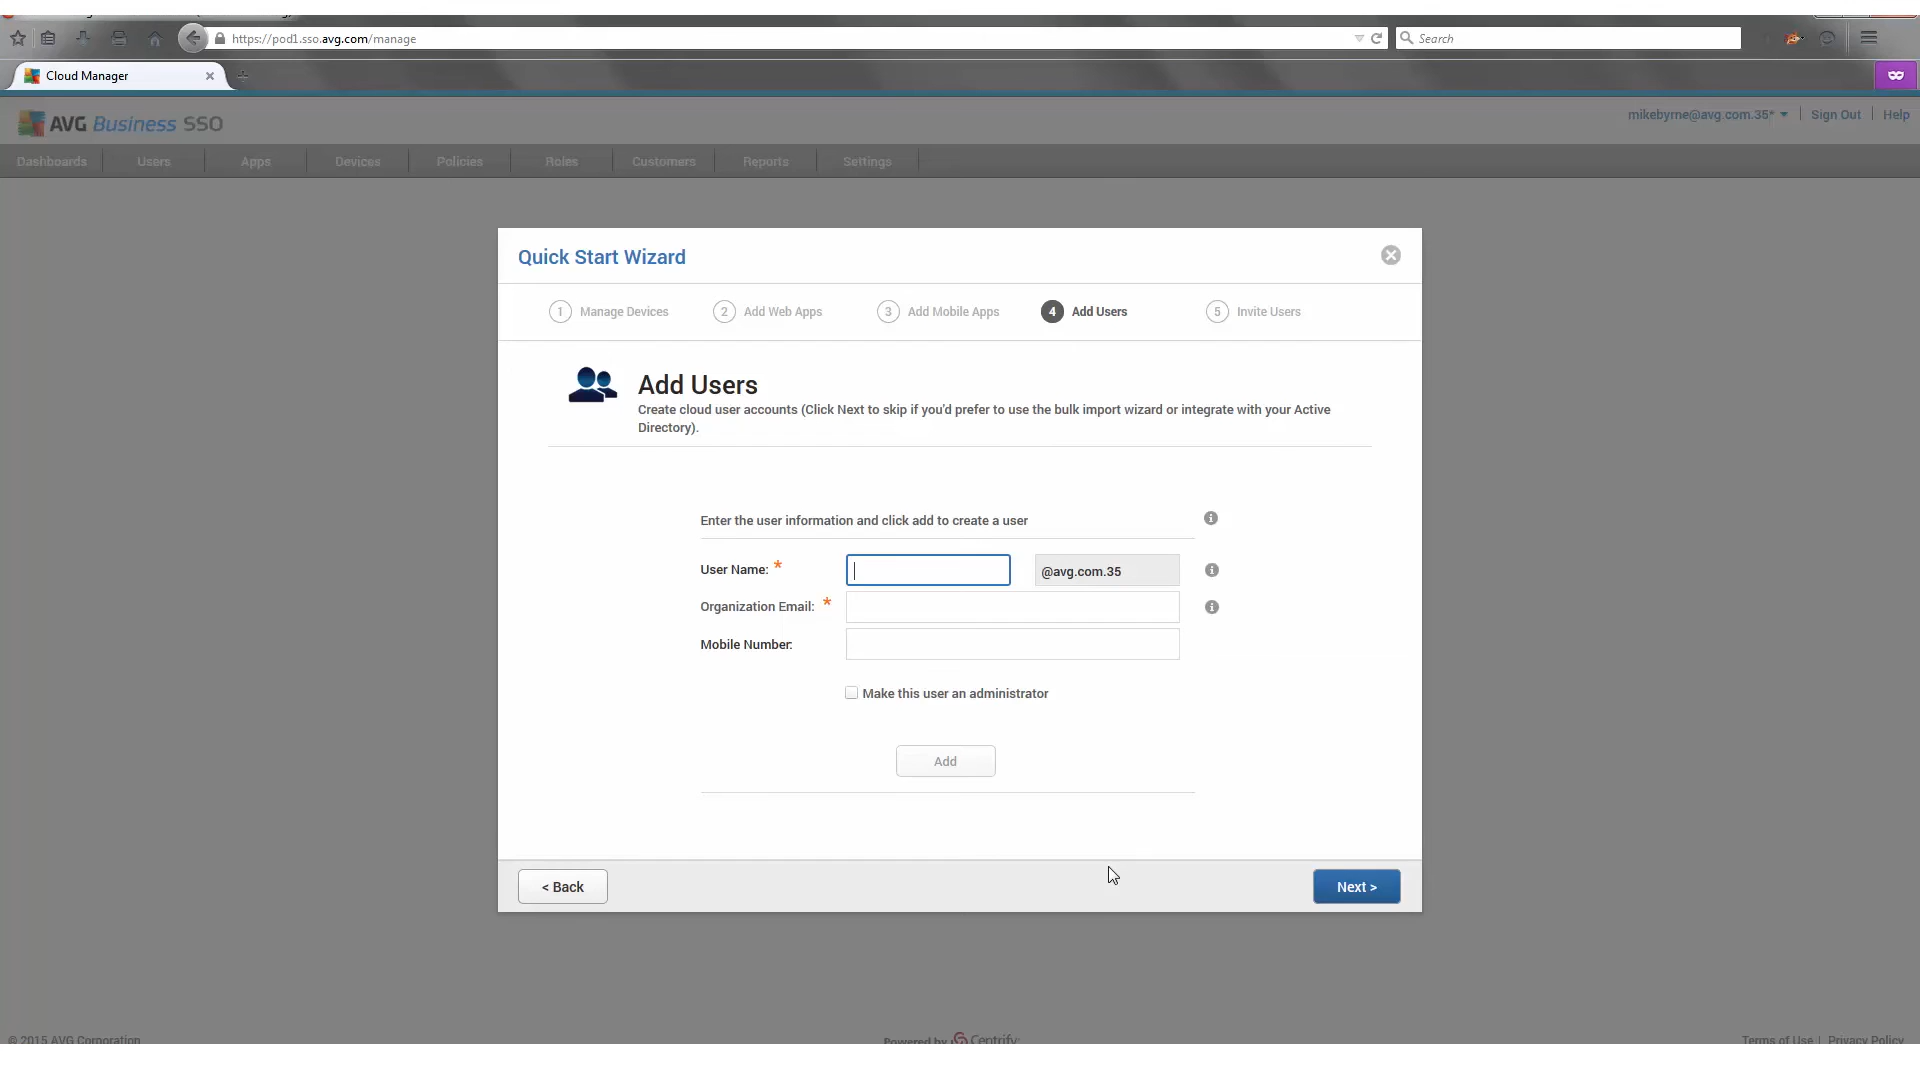 https://pod1.sso.avg.com/manage
Search
Cloud Manager
AVG Business SSO
mikebyrne@avg.com.35*
Sign Out
Help
Dashboards
Users
Apps
Devices
Policies
Roles
Customers
Reports
Settings
Quick Start Wizard
1 Manage Devices
2 Add Web Apps
3 Add Mobile Apps
4 Add Users
5 Invite Users
Add Users
Create cloud user accounts (Click Next to skip if you'd prefer to use the bulk import wizard or integrate with your Active
Directory).
Enter the user information and click add to create a user
User Name: *
@avg.com.35
Organization Email: *
Mobile Number:
Make this user an administrator
Add
< Back
Next >
© 2015 AVG Corporation
Powered by Centrify
Terms of Use | Privacy Policy